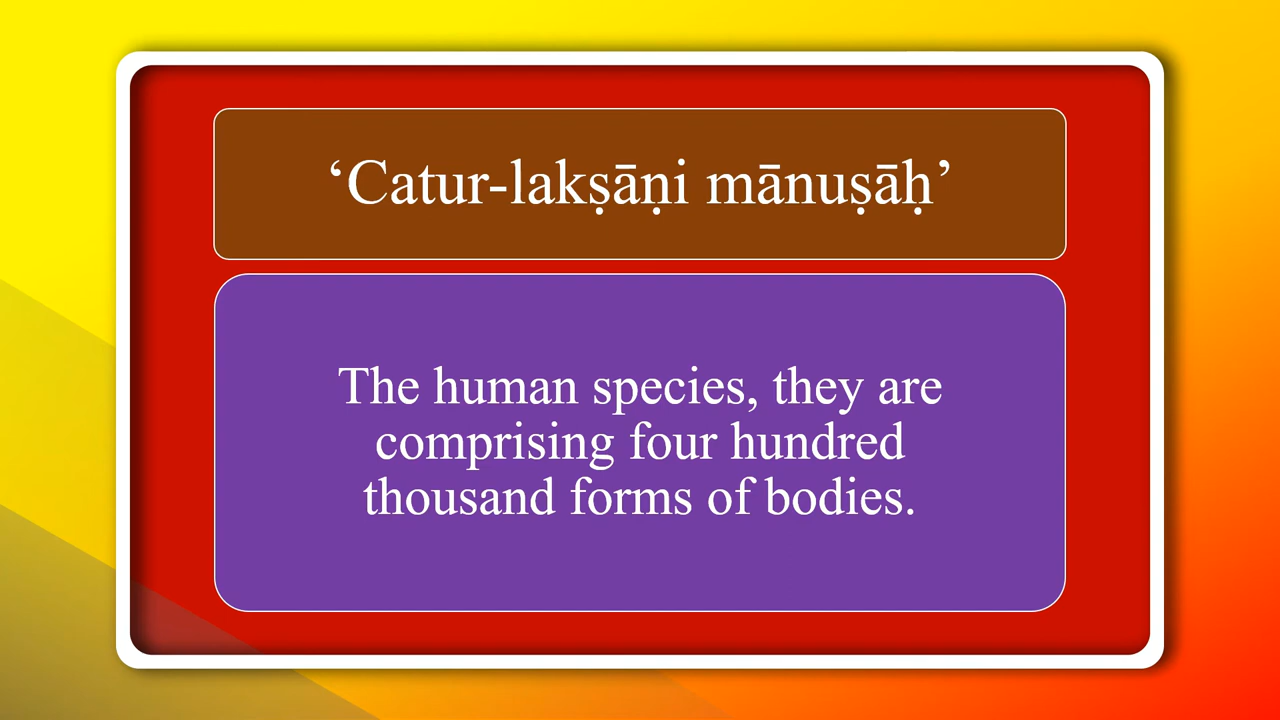 ‘Catur-lakṣāṇi mānuṣāḥ’
The human species, they are
comprising four hundred
thousand forms of bodies.